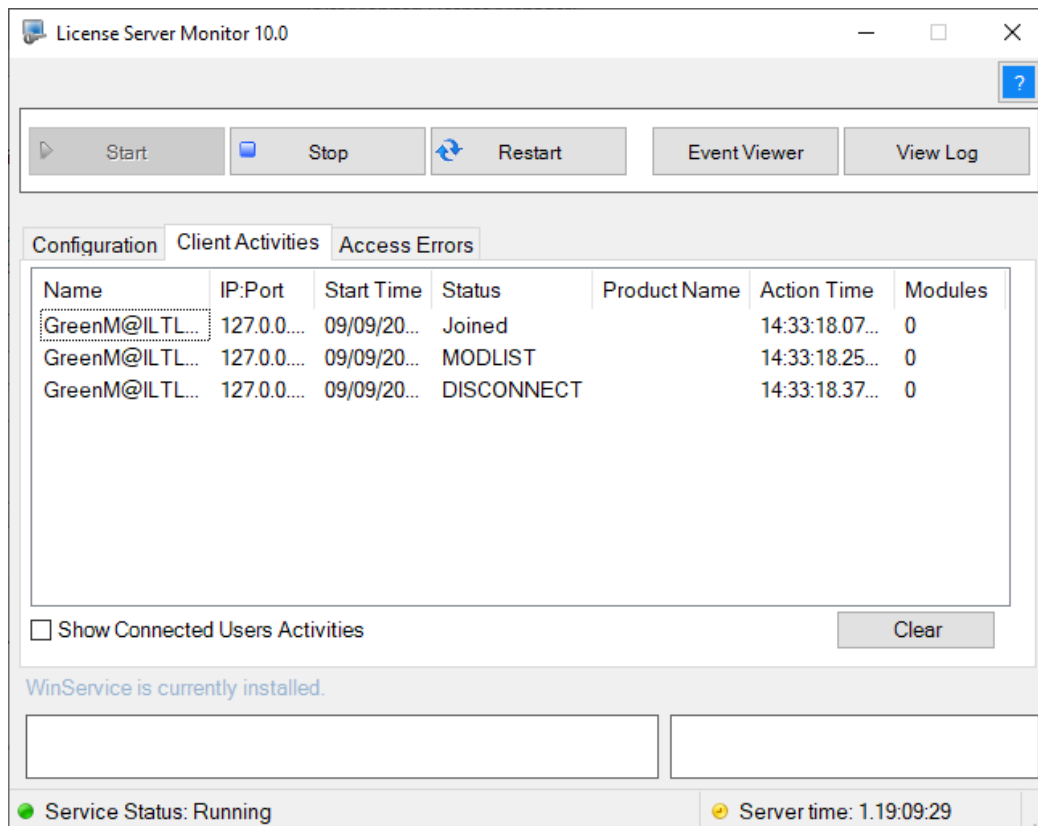 License Server Monitor 10.0
?
Start Stop Restart Event Viewer View Log
Configuration Client Activities Access Errors
Name IP:Port Start Time Status Product Name Action Time Modules
GreenM@ILTL... 127.0.0.... 09/09/20... Joined 14:33:18.07... 0
GreenM@ILTL... 127.0.0.... 09/09/20... MODLIST 14:33:18.25... 0
GreenM@ILTL... 127.0.0.... 09/09/20... DISCONNECT 14:33:18.37... 0
Show Connected Users Activities Clear
WinService is currently installed.
Service Status: Running Server time: 1.19:09:29